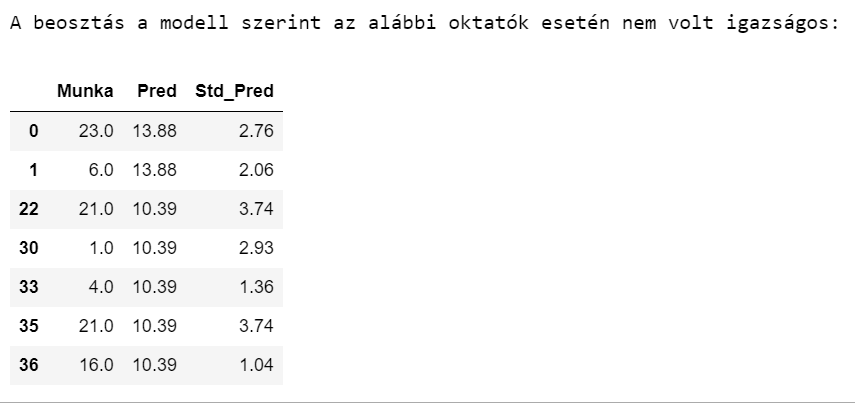 A beosztás a modell szerint az alábbi oktatók esetén nem volt igazságos:
Munka Pred Std_Pred
0 23.0 13.88 2.76
1 6.0 13.88 2.06
22 21.0 10.39 3.74
30 1.0 10.39 2.93
33 4.0 10.39 1.36
35 21.0 10.39 3.74
36 16.0 10.39 1.04